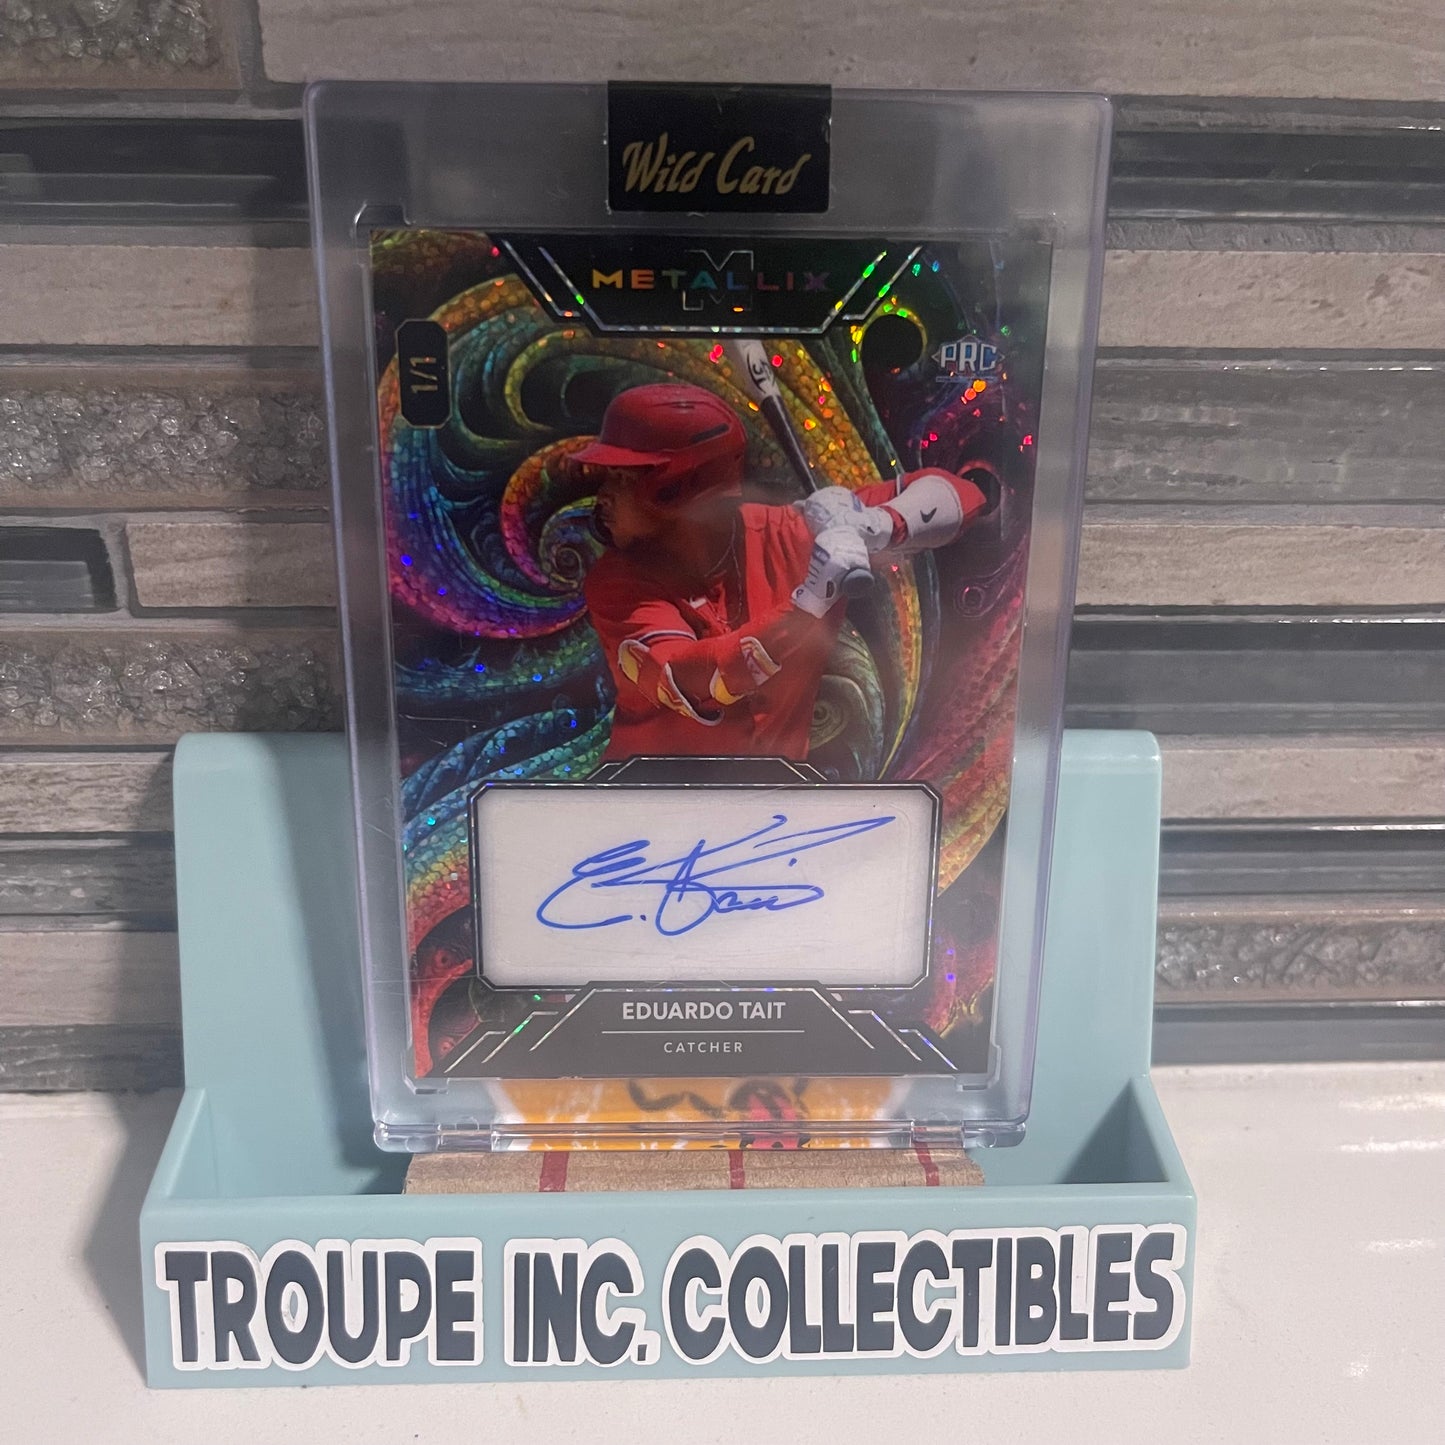 Wild Card
M
METALLIX
1/1
PRC
EDUARDO TAIT
CATCHER
TROUPE INC. COLLECTIBLES